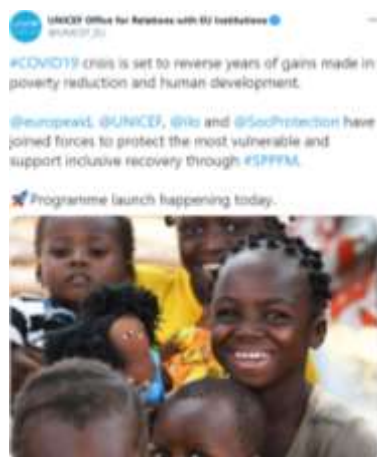 UNICEF Office for Relations with EU Institutions
@UNICEF_EU
#COVID19 crisis is set to reverse years of gains made in
poverty reduction and human development.
@europeaid, @UNICEF, @ilo and @SocProtection have
joined forces to protect the most vulnerable and
support inclusive recovery through #SPPFM.
Programme launch happening today.